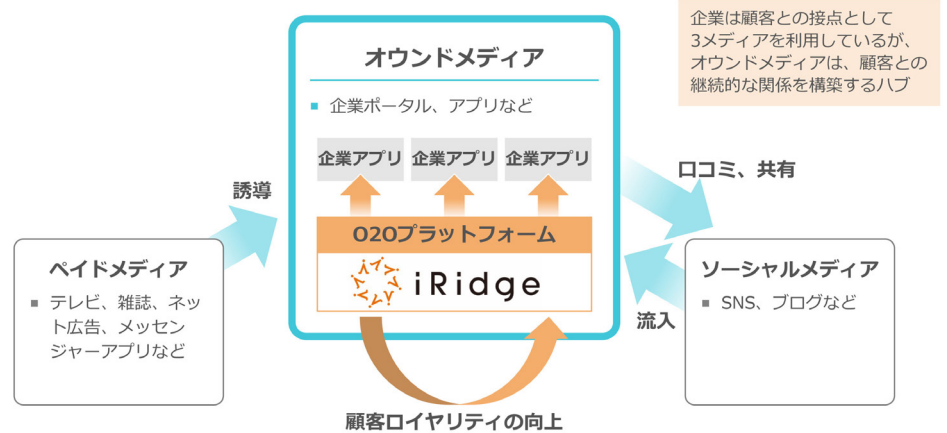 企業は顧客との接点として
3メディアを利用しているが、
オウンドメディアは、顧客との
継続的な関係を構築するハブ
オウンドメディア
■ 企業ポータル、アプリなど
企業アプリ 企業アプリ 企業アプリ
O2Oプラットフォーム
iRidge
誘導
口コミ、共有
流入
ペイドメディア
■ テレビ、雑誌、ネッ
ト広告、メッセン
ジャーアプリなど
ソーシャルメディア
■ SNS、ブログなど
顧客ロイヤリティの向上